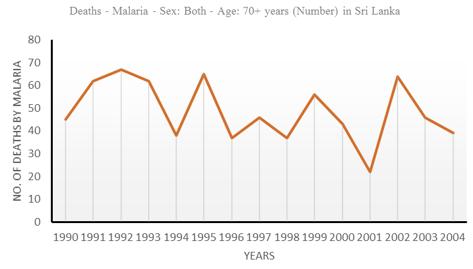 Deaths - Malaria - Sex: Both - Age: 70+ years (Number) in Sri Lanka
NO. OF DEATHS BY MALARIA
80
70
60
50
40
30
20
10
0
1990 1991 1992 1993 1994 1995 1996 1997 1998 1999 2000 2001 2002 2003 2004
YEARS